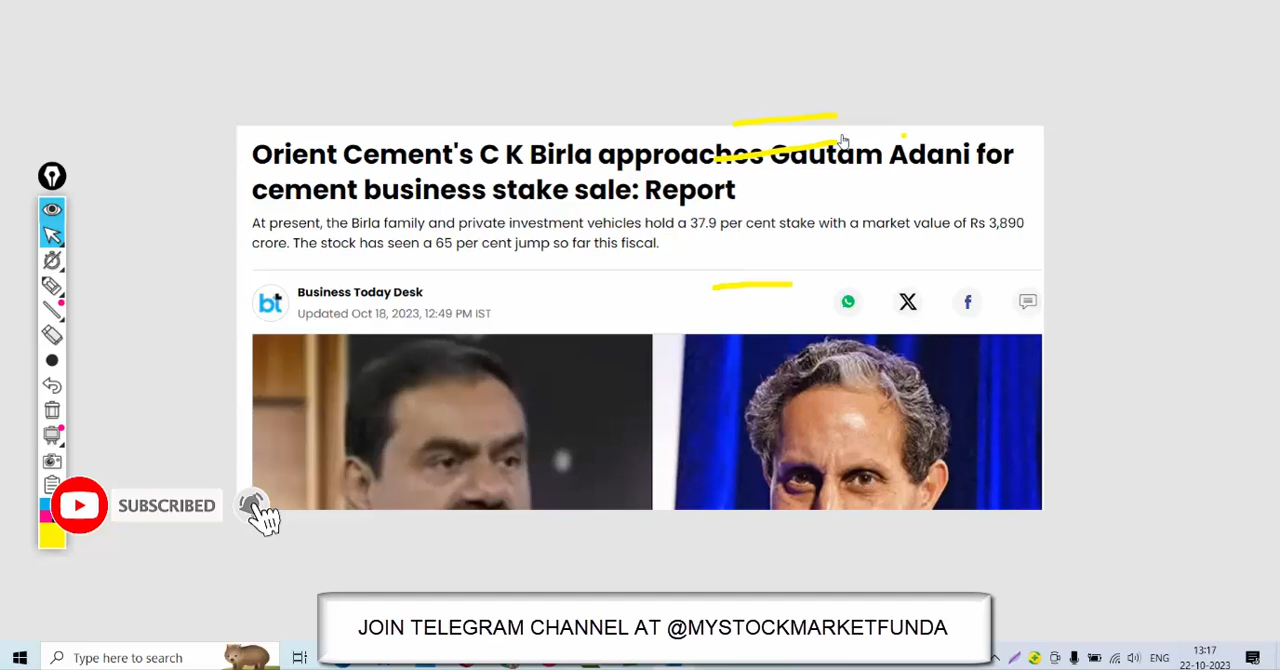 Orient Cement's C K Birla approaches Gautam Adani for
cement business stake sale: Report
At present, the Birla family and private investment vehicles hold a 37.9 per cent stake with a market value of Rs 3,890
crore. The stock has seen a 65 per cent jump so far this fiscal.
bt
Business Today Desk
Updated Oct 18, 2023, 12:49 PM IST
SUBSCRIBED
JOIN TELEGRAM CHANNEL AT @MYSTOCKMARKETFUNDA
Type here to search
ENG
13:17
22-10-2023